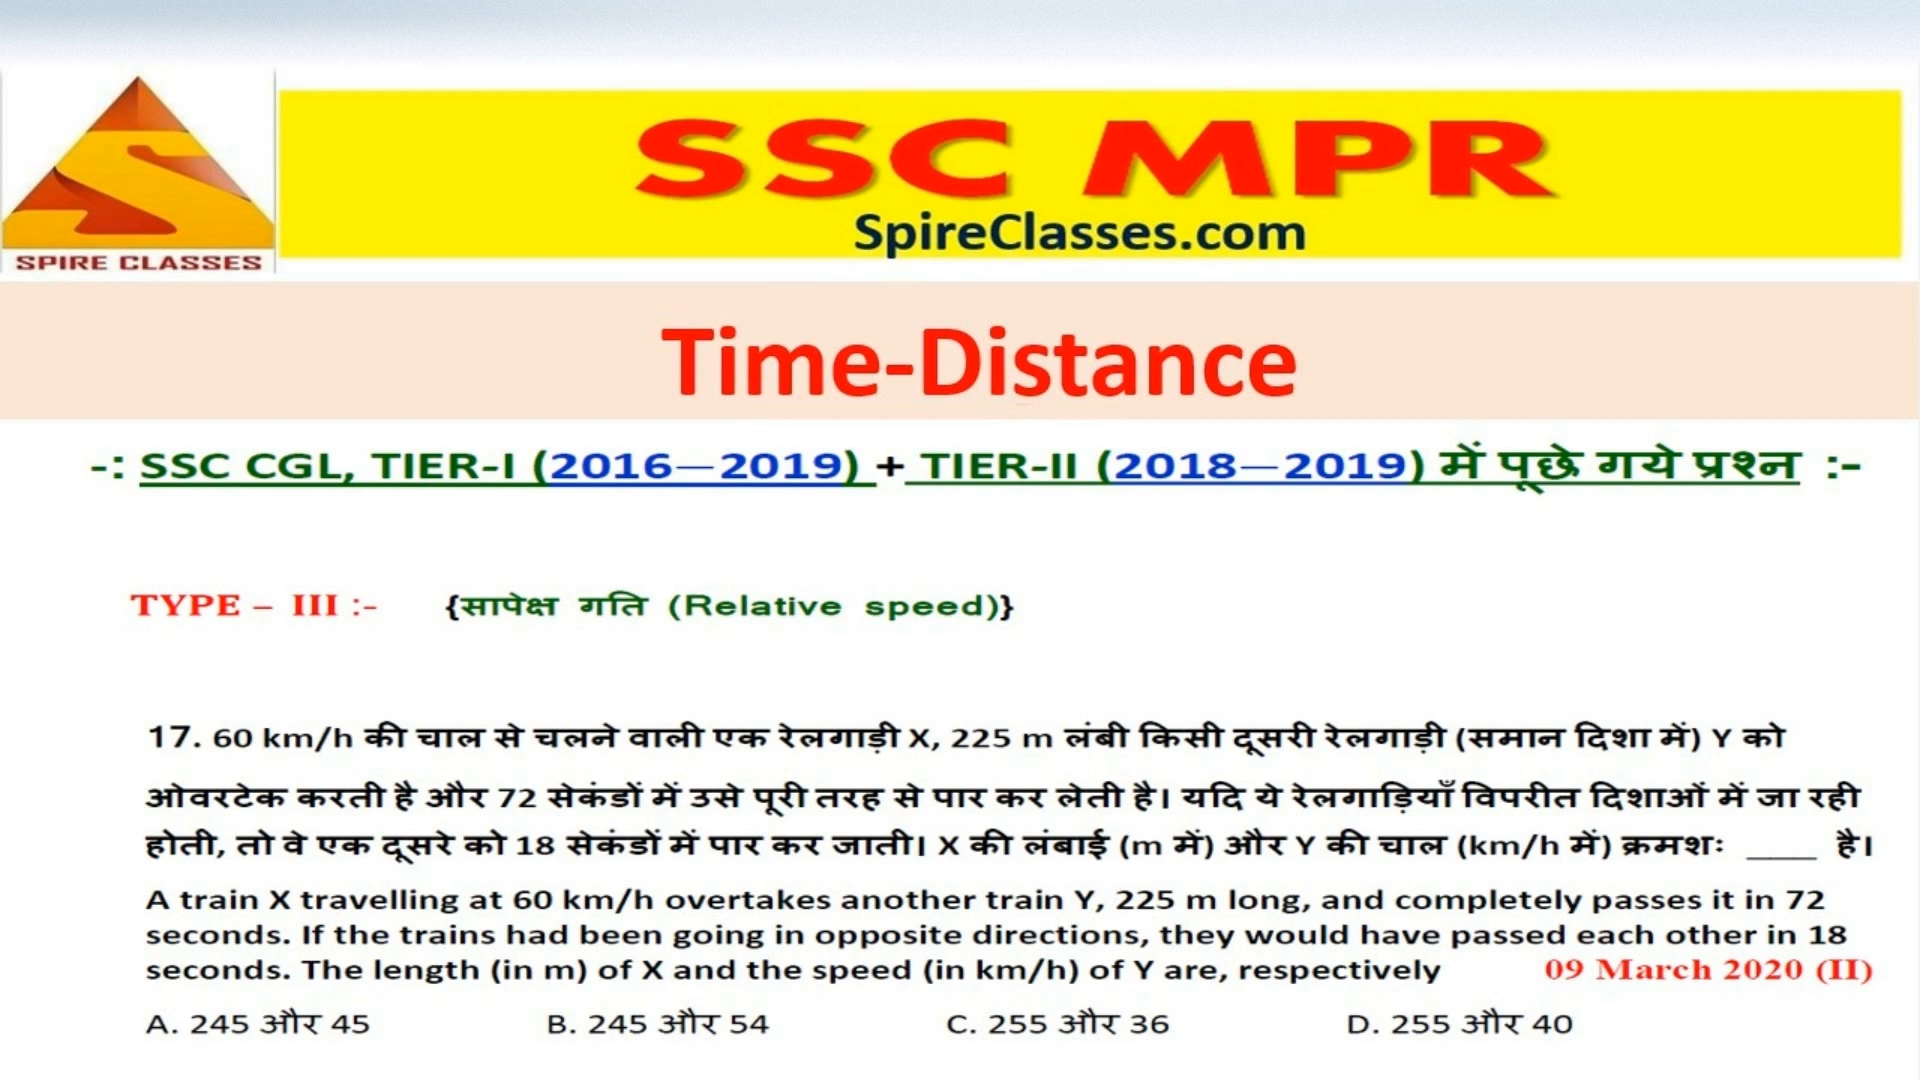 SPIRE CLASSES
SSC MPR
SpireClasses.com
Time-Distance
-: SSC CGL, TIER-I (2016—2019) + TIER-II (2018—2019) में पूछे गये प्रश्न :-
TYPE – III :- {सापेक्ष गति (Relative speed)}
17. 60 km/h की चाल से चलने वाली एक रेलगाड़ी X, 225 m लंबी किसी दूसरी रेलगाड़ी (समान दिशा में) Y को
ओवरटेक करती है और 72 सेकंडों में उसे पूरी तरह से पार कर लेती है। यदि ये रेलगाड़ियाँ विपरीत दिशाओं में जा रही
होती, तो वे एक दूसरे को 18 सेकंडों में पार कर जाती। X की लंबाई (m में) और Y की चाल (km/h में) क्रमशः ____ है।
A train X travelling at 60 km/h overtakes another train Y, 225 m long, and completely passes it in 72
seconds. If the trains had been going in opposite directions, they would have passed each other in 18
seconds. The length (in m) of X and the speed (in km/h) of Y are, respectively 09 March 2020 (II)
A. 245 और 45 B. 245 और 54 C. 255 और 36 D. 255 और 40